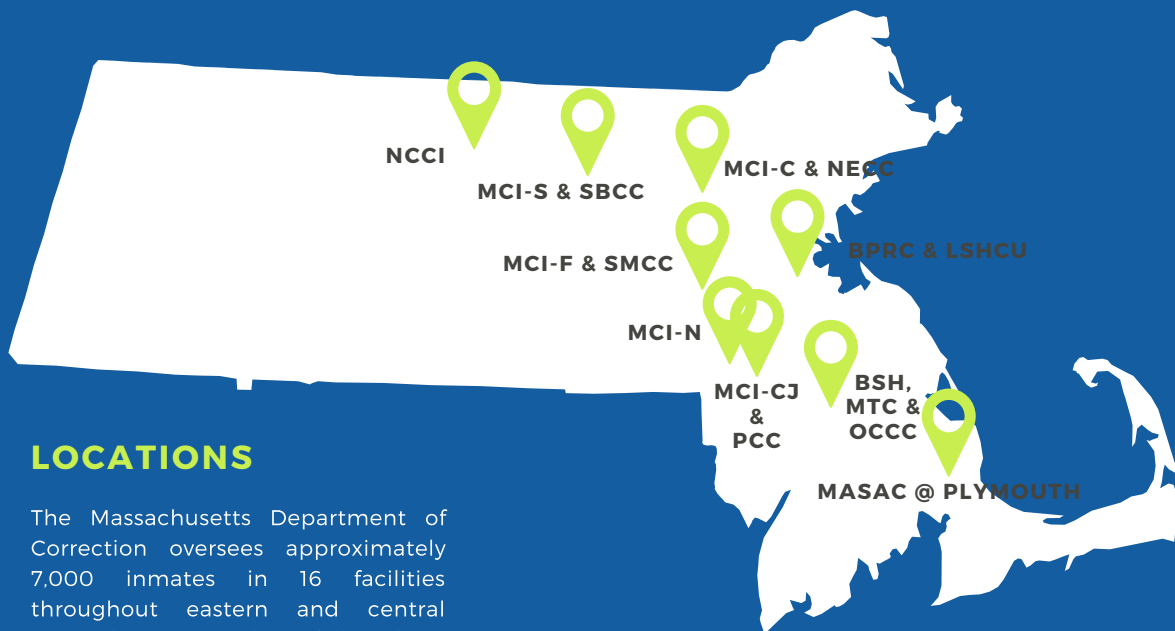 NCCI
MCI-S & SBCC
MCI-C & NECC
BPRC & LSHCU
MCI-F & SMCC
MCI-N
MCI-CJ
&
PCC
BSH,
MTC &
OCCC
MASAC @ PLYMOUTH
LOCATIONS
The Massachusetts Department of
Correction oversees approximately
7,000 inmates in 16 facilities
throughout eastern and central